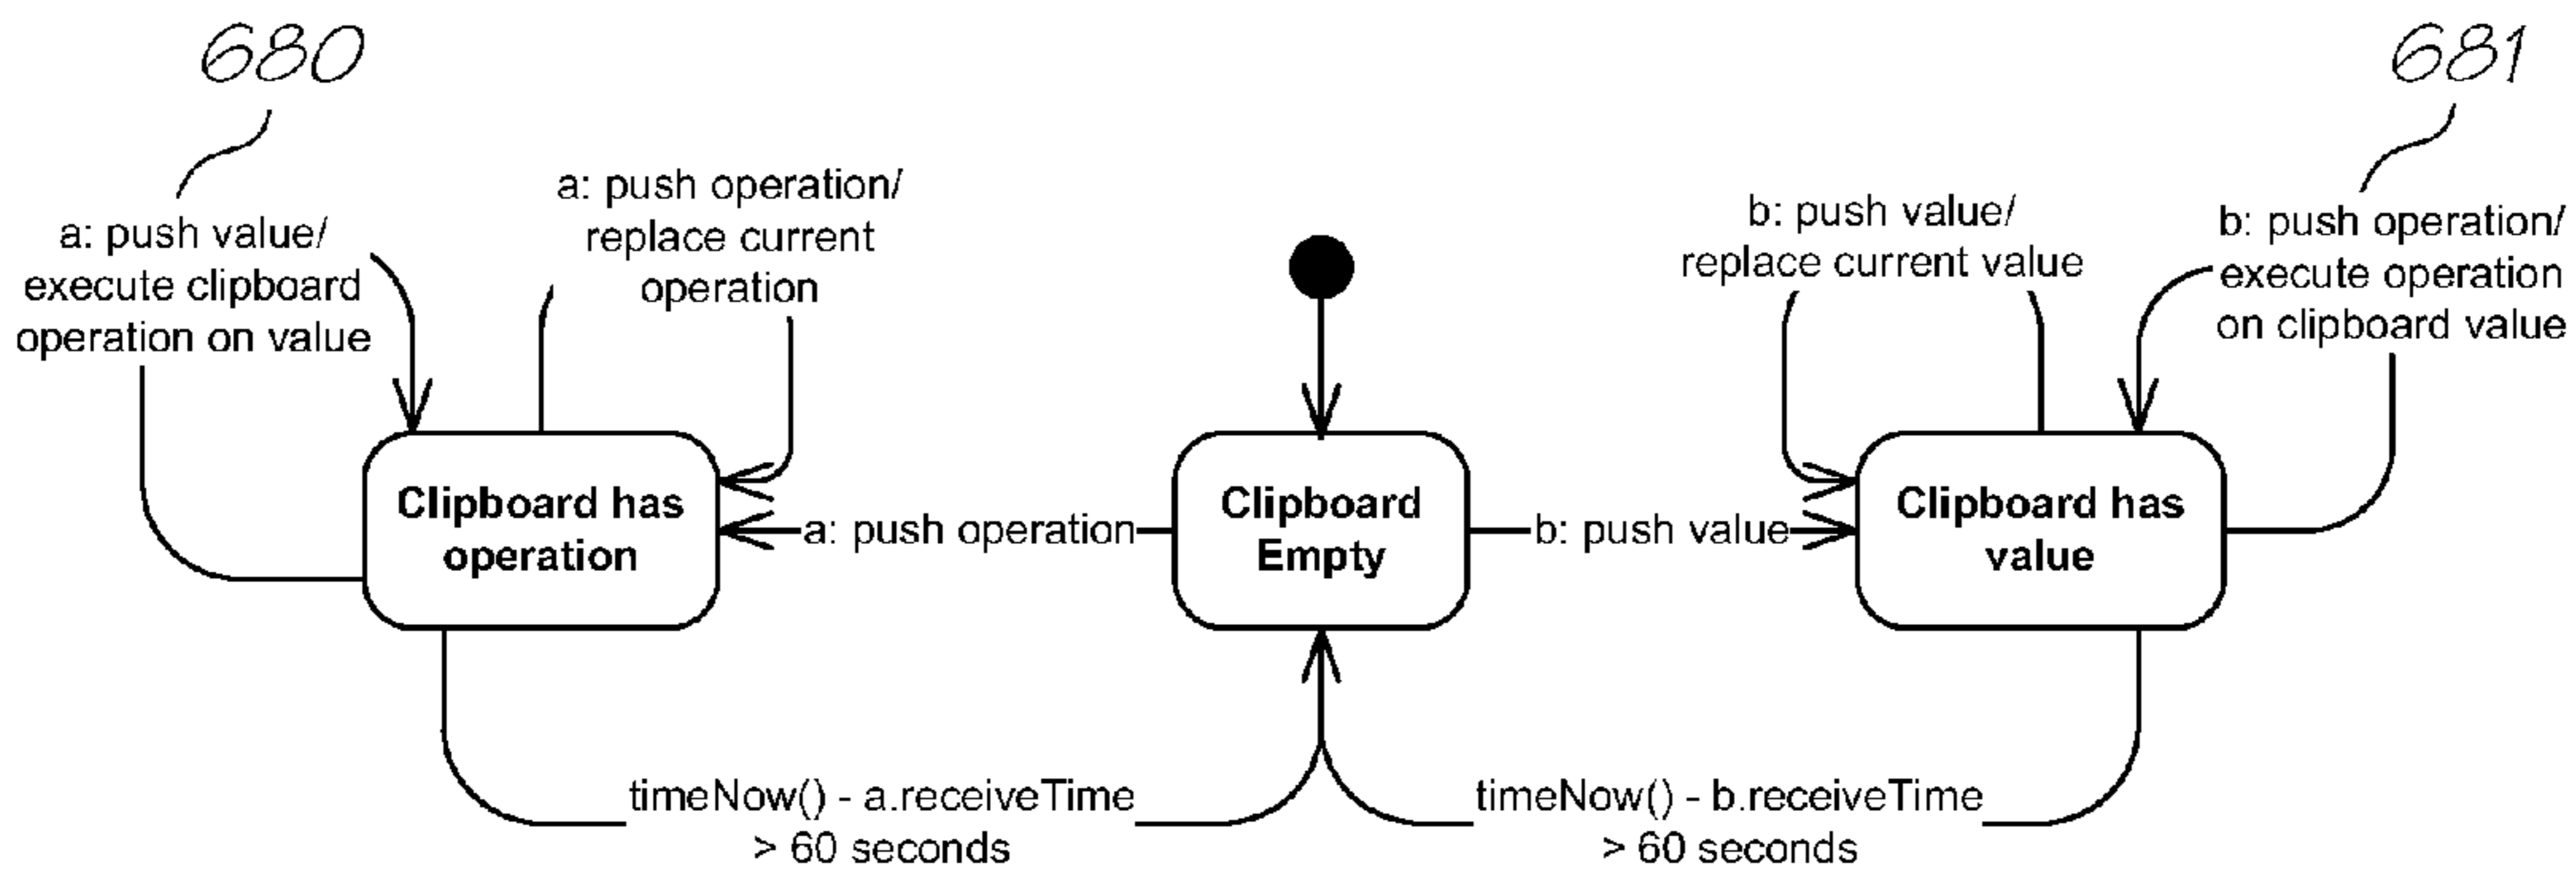 680
681
a: push value/
execute clipboard
operation on value
a: push operation/
replace current
operation
b: push value/
replace current value
b: push operation/
execute operation
on clipboard value
Clipboard has
operation
a: push operation
Clipboard
Empty
b: push value
Clipboard has
value
timeNow() - a.receiveTime
> 60 seconds
timeNow() - b.receiveTime
> 60 seconds